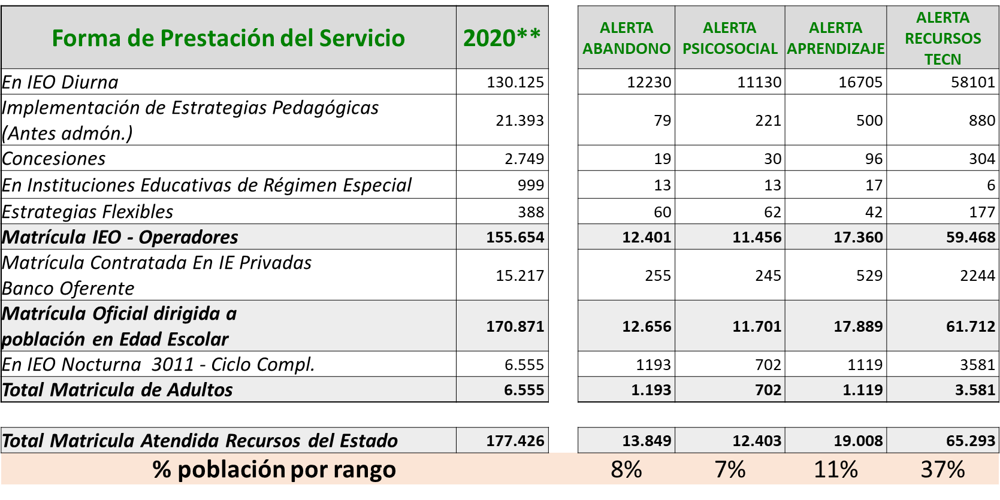 Forma de Prestación del Servicio 2020** ALERTA ABANDONO ALERTA PSICOSOCIAL ALERTA APRENDIZAJE ALERTA RECURSOS TECN
En IEO Diurna 130.125 12230 11130 16705 58101
Implementación de Estrategias Pedagógicas
(Antes admón.) 21.393 79 221 500 880
Concesiones 2.749 19 30 96 304
En Instituciones Educativas de Régimen Especial 999 13 13 17 6
Estrategias Flexibles 388 60 62 42 177
Matrícula IEO - Operadores 155.654 12.401 11.456 17.360 59.468
Matrícula Contratada En IE Privadas
Banco Oferente 15.217 255 245 529 2244
Matrícula Oficial dirigida a
población en Edad Escolar 170.871 12.656 11.701 17.889 61.712
En IEO Nocturna 3011 - Ciclo Compl. 6.555 1193 702 1119 3581
Total Matricula de Adultos 6.555 1.193 702 1.119 3.581
Total Matricula Atendida Recursos del Estado 177.426 13.849 12.403 19.008 65.293
% población por rango 8% 7% 11% 37%